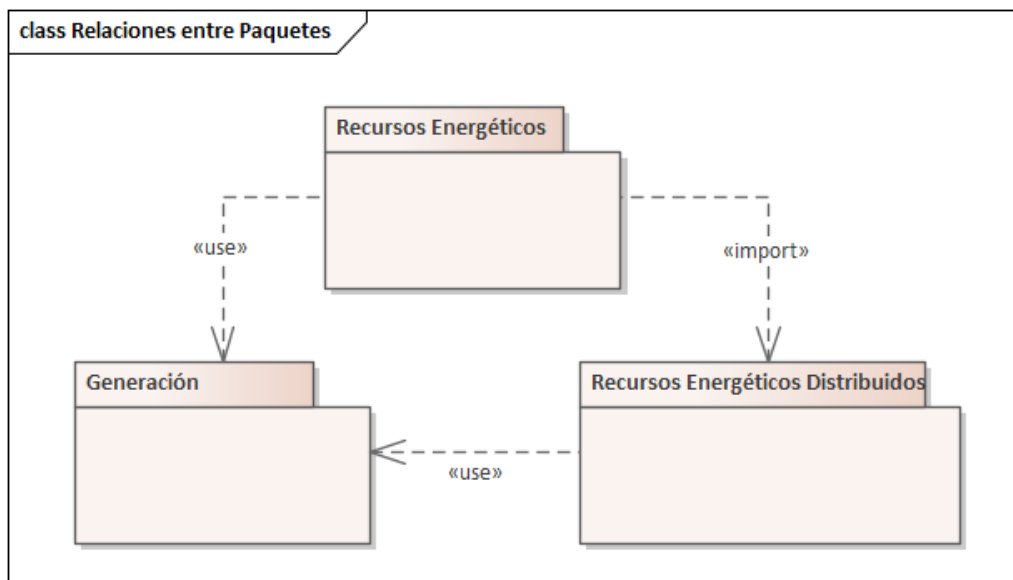 class Relaciones entre Paquetes
Recursos Energéticos
«use»
«import»
Generación
Recursos Energéticos Distribuidos
«use»